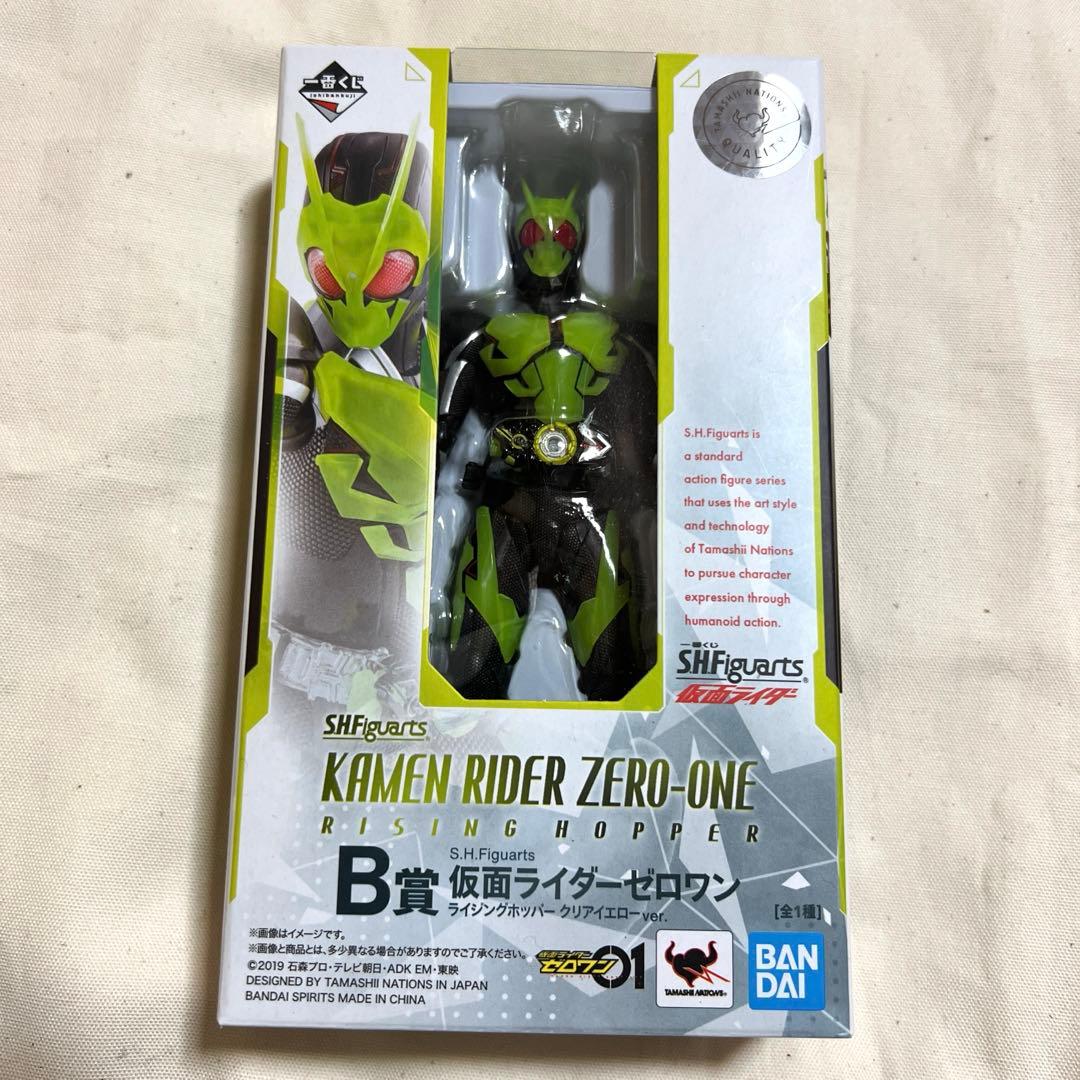 一番くじ
ichibankuji
TAMASHII NATIONS
QUALITY
S.H.Figuarts is
a standard
action figure series
that uses the art style
and technology
of Tamashii Nations
to pursue character
expression through
humanoid action.
一番くじ
S.H.Figuarts®
仮面ライダー
S.H.Figuarts®
KAMEN RIDER ZERO-ONE
RISING HOPPER
B賞
S.H.Figuarts
仮面ライダーゼロワン
ライジングホッパー クリアイエローver.
[全1種]
※画像はイメージです。
※画像と商品とは、多少異なる場合がありますのでご了承ください。
©2019 石森プロ・テレビ朝日・ADK EM・東映
DESIGNED BY TAMASHII NATIONS IN JAPAN
BANDAI SPIRITS MADE IN CHINA
仮面ライダー
ゼロワン
01
TAMASHII NATIONS®
BAN
DAI